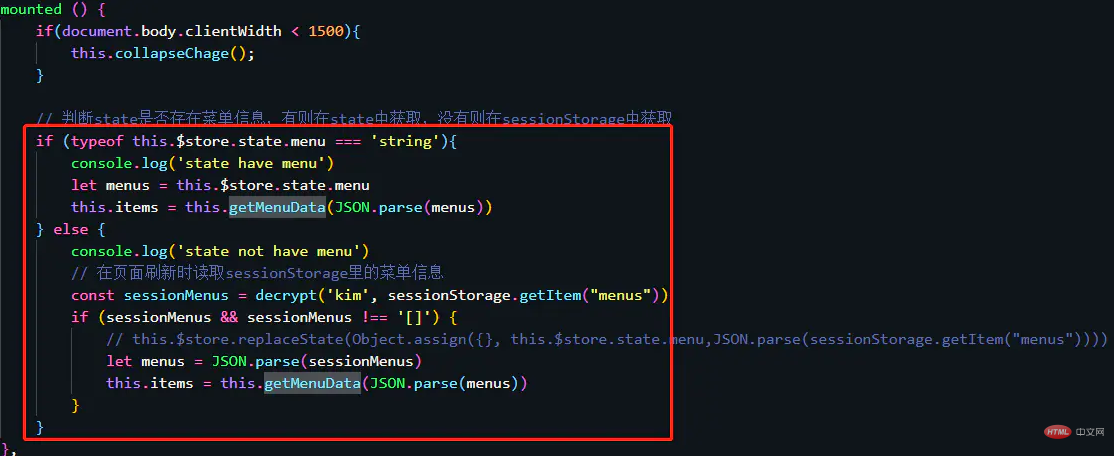 mounted () {
    if(document.body.clientWidth < 1500){
        this.collapseChage();
    }
    // 判断state是否存在菜单信息，有则在state中获取，没有则在sessionStorage中获取
    if (typeof this.$store.state.menu === 'string'){
        console.log('state have menu')
        let menus = this.$store.state.menu
        this.items = this.getMenuData(JSON.parse(menus))
    } else {
        console.log('state not have menu')
        // 在页面刷新时读取sessionStorage里的菜单信息
        const sessionMenus = decrypt('kim', sessionStorage.getItem("menus"))
        if (sessionMenus && sessionMenus !== '[]') {
            // this.$store.replaceState(Object.assign({}, this.$store.state.menu,JSON.parse(sessionStorage.getItem("menus"))))
            let menus = JSON.parse(sessionMenus)
            this.items = this.getMenuData(JSON.parse(menus))
        }
    }
},
HTML 中文网